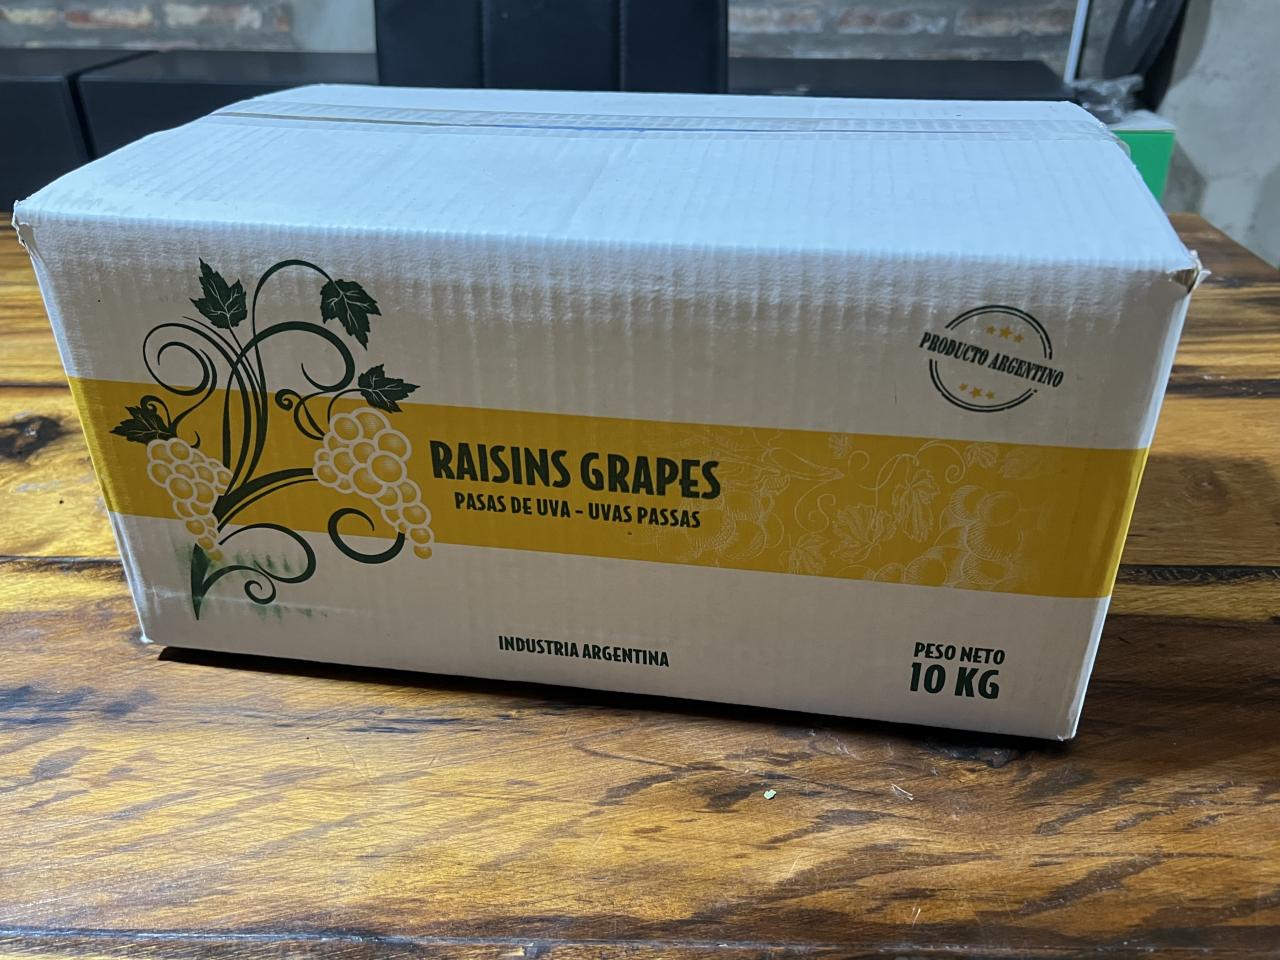 PRODUCTO ARGENTINO
RAISINS GRAPES
PASAS DE UVA - UVAS PASSAS
INDUSTRIA ARGENTINA
PESO NETO
10 KG